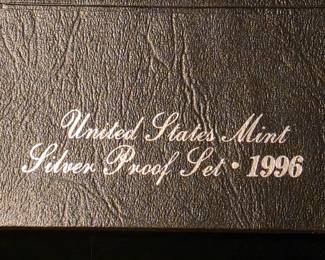 United States Mint
Silver Proof Set • 1996